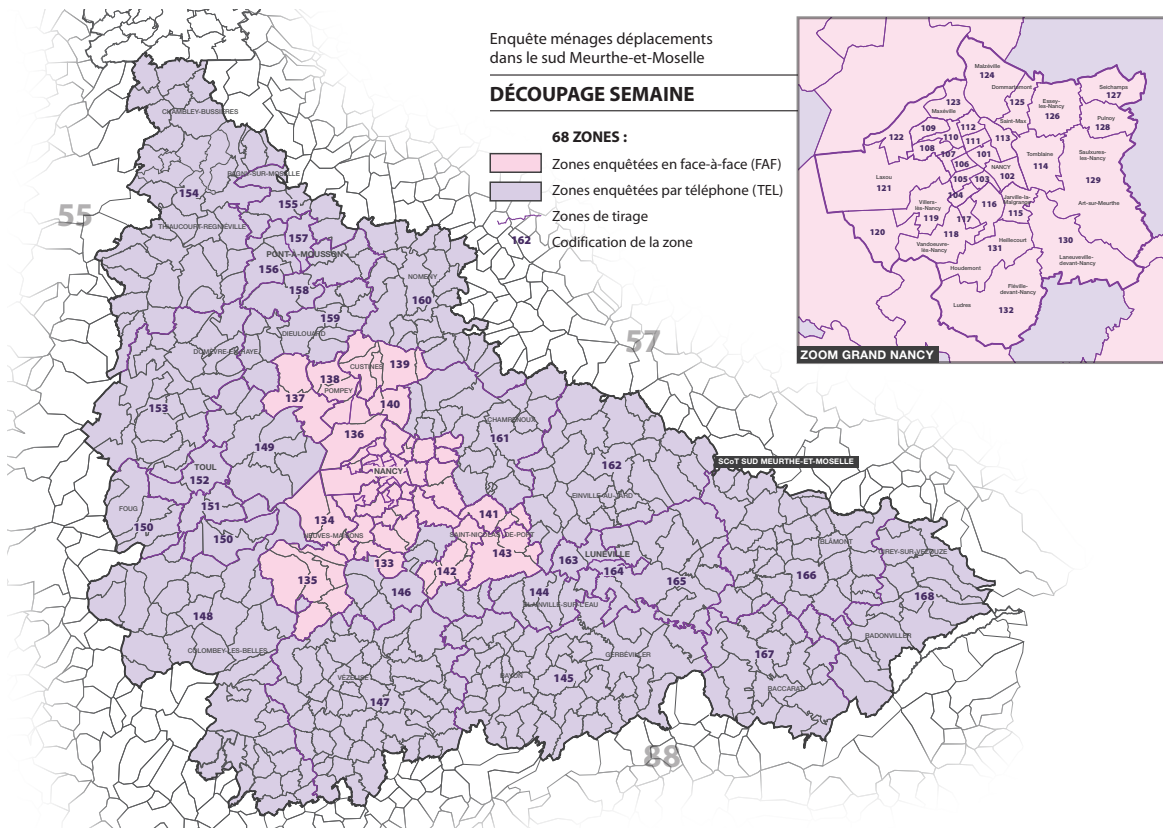 Enquête ménages déplacements
dans le sud Meurthe-et-Moselle
DÉCOUPAGE SEMAINE
68 ZONES :
Zones enquêtées en face-à-face (FAF)
Zones enquêtées par téléphone (TEL)
Zones de tirage
162
Codification de la zone
Malzéville
124
Dommartemont
125
Seichamps
127
Essey-
les-Nancy
126
123
Maxéville
Pulnoy
128
Saint-Max
122
109
112
110
111
113
108
107
101
Tomblaine
114
Saulxures-
les-Nancy
129
106
NANCY
102
105
103
Laxou
121
104
116
Jarville-la-
Malgrange
115
Art-sur-Meurthe
Villers-
lès-Nancy
119
117
120
118
Vandoeuvre-
lès-Nancy
Heillecourt
131
130
Laneuveville-
devant-Nancy
Houdemont
Fléville-
devant-Nancy
Ludres
132
ZOOM GRAND NANCY
CHAMBLEY-BUSSIERES
PAGNY-SUR-MOSELLE
154
155
55
THIAUCOURT-REGNIÉVILLE
157
PONT-À-MOUSSON
156
NOMENY
158
160
159
DIEULOUARD
57
DOMÈVRE-EN-HAYE
CUSTINES
139
138
POMPEY
137
140
153
CHAMPENOUX
136
161
149
SCoT SUD MEURTHE-ET-MOSELLE
TOUL
152
NANCY
162
EINVILLE-AU-JARD
FOUG
150
151
150
134
NEUVES-MAISONS
141
SAINT-NICOLAS-DE-PORT
143
BLÂMONT
CIREY-SUR-VEZOUZE
163
LUNÉVILLE
164
133
142
135
146
144
165
166
168
BLAINVILLE-SUR-L'EAU
148
BADONVILLER
COLOMBEY-LES-BELLES
GERBÉVILLER
167
VÉZELISE
BAYON
145
BACCARAT
147
88